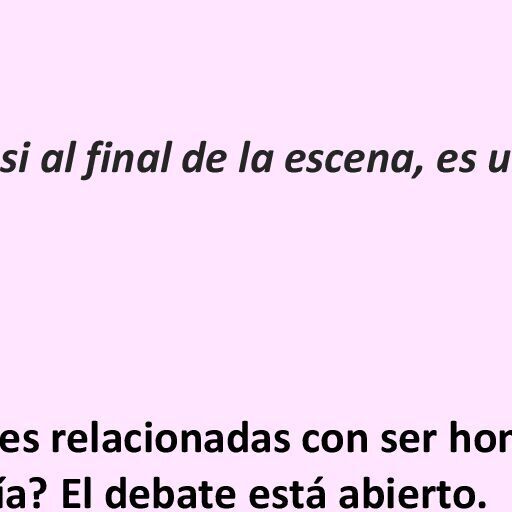 si al final de la escena, es u
es relacionadas con ser hor
ía? El debate está abierto.